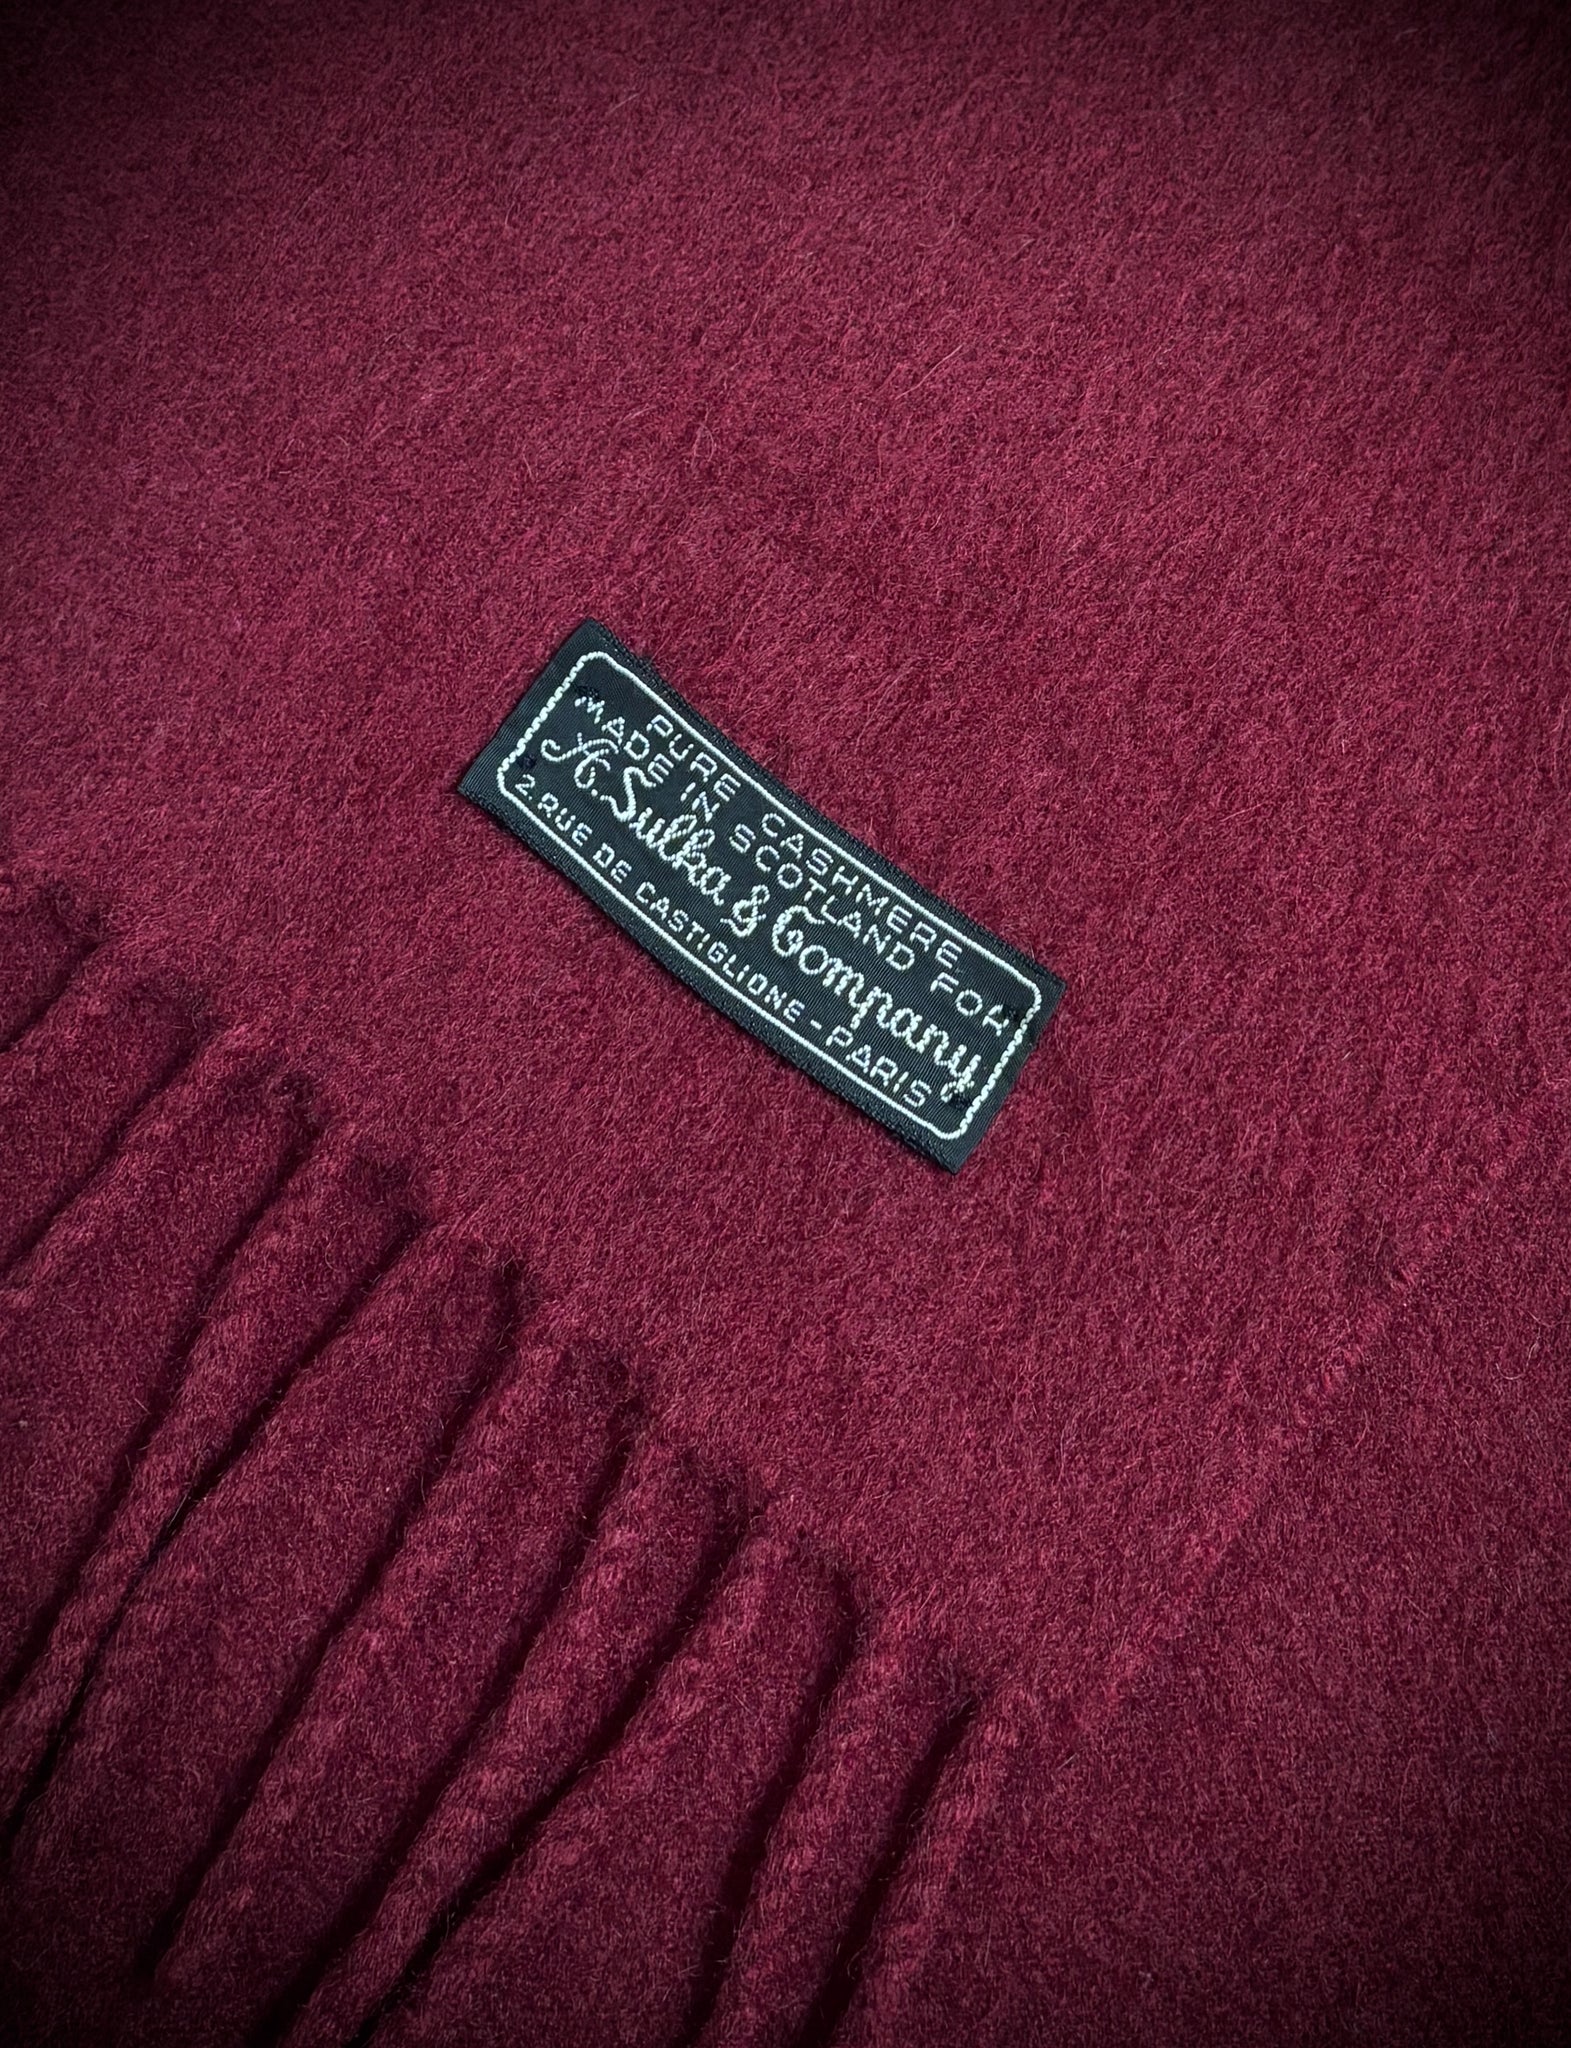 PURE CASHMERE
MADE IN SCOTLAND FOR
A. Sulka & Company
2. RUE DE CASTIGLIONE - PARIS